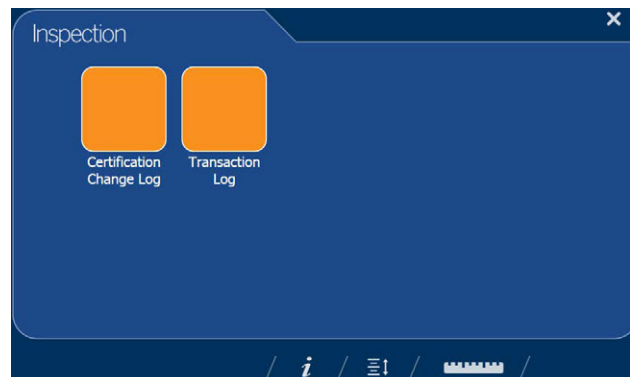 Inspection
Certification
Change Log
Transaction
Log
i